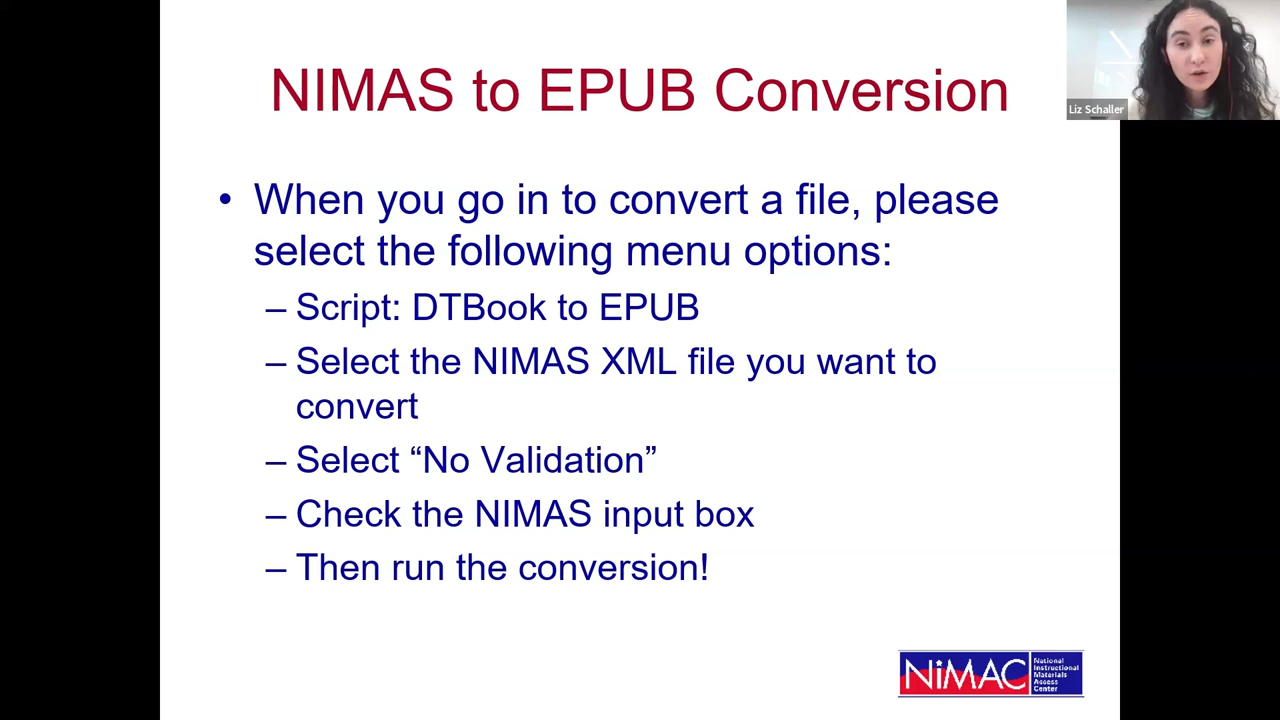 NIMAS to EPUB Conversion
Liz Schaller
• When you go in to convert a file, please
select the following menu options:
– Script: DTBook to EPUB
– Select the NIMAS XML file you want to
convert
– Select “No Validation”
– Check the NIMAS input box
– Then run the conversion!
NIMAC
National
Instructional
Materials
Access
Center